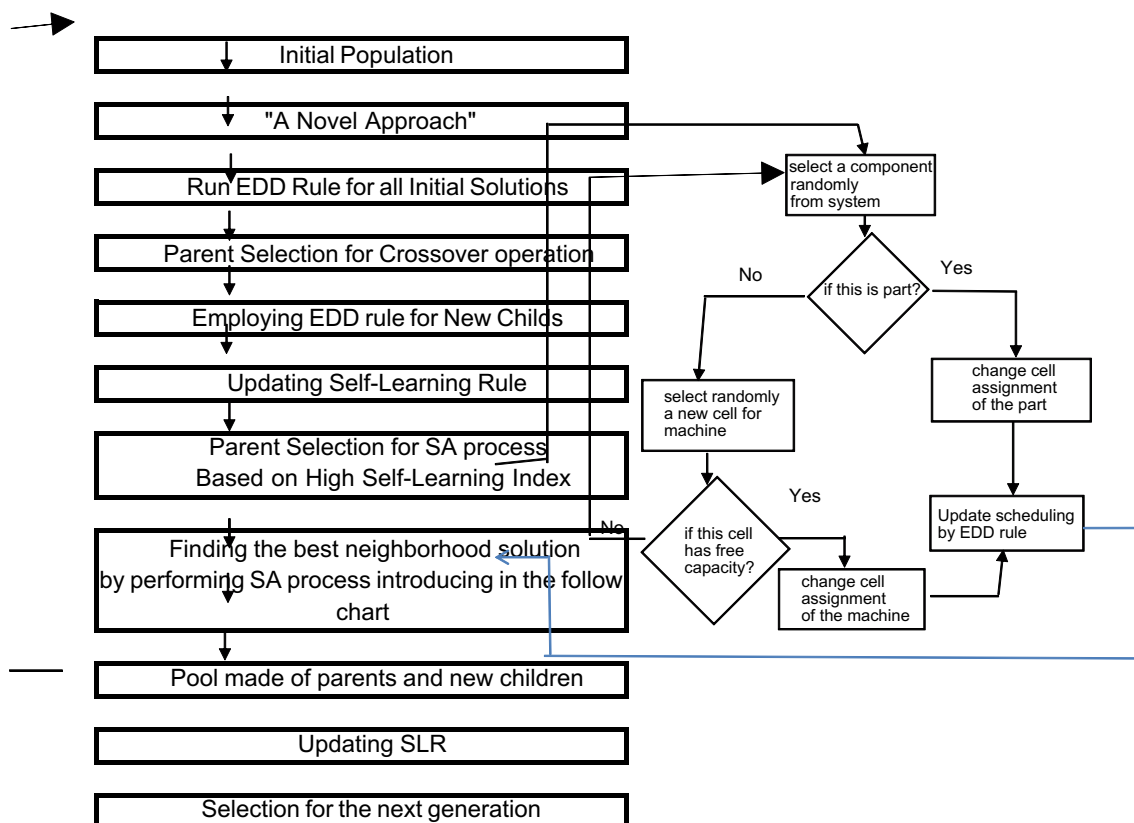 Initial Population
"A Novel Approach"
Run EDD Rule for all Initial Solutions
Parent Selection for Crossover operation
Employing EDD rule for New Childs
Updating Self-Learning Rule
Parent Selection for SA process
Based on High Self-Learning Index
Finding the best neighborhood solution
by performing SA process introducing in the follow
chart
Pool made of parents and new children
Updating SLR
Selection for the next generation
select a component
randomly
from system
if this is part?
No
Yes
select randomly
a new cell for
machine
change cell
assignment
of the part
if this cell
has free
capacity?
No
Yes
change cell
assignment
of the machine
Update scheduling
by EDD rule